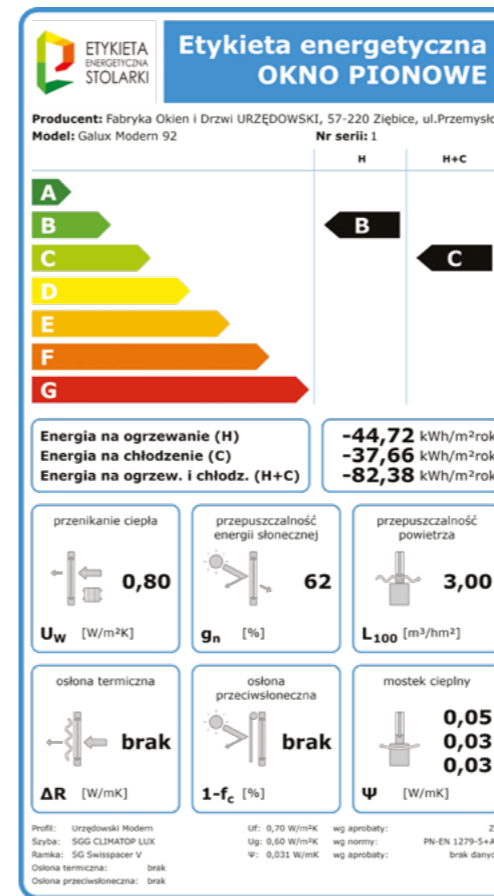 ETYKIETA
ENERGETYCZNA
STOLARKI
Etykieta energetyczna
OKNO PIONOWE
Producent: Fabryka Okien i Drzwi URZĘDOWSKI, 57-220 Ziębice, ul.Przemysło
Model: Galux Modern 92 Nr serii: 1
H H+C
A
B B
C C
D
E
F
G
Energia na ogrzewanie (H) -44,72 kWh/m²rok
Energia na chłodzenie (C) -37,66 kWh/m²rok
Energia na ogrzew. i chłodz. (H+C) -82,38 kWh/m²rok
przenikanie ciepła
0,80
Uw [W/m²K]
przepuszczalność
energii słonecznej
62
gn [%]
przepuszczalność
powietrza
3,00
L100 [m³/hm²]
osłona termiczna
brak
ΔR [W/mK]
osłona
przeciwsłoneczna
brak
1-fc [%]
mostek cieplny
0,05
0,03
0,03
Ψ [W/mK]
Profil: Urzędowski Modern Uf: 0,70 W/m²K wg aprobaty: Z
Szyba: SGG CLIMATOP LUX Ug: 0,60 W/m²K wg normy: PN-EN 1279-5+A
Ramka: SG Swisspacer V Ψ: 0,031 W/mK wg aprobaty: brak danyc
Osłona termiczna: brak
Osłona przeciwsłoneczna: brak